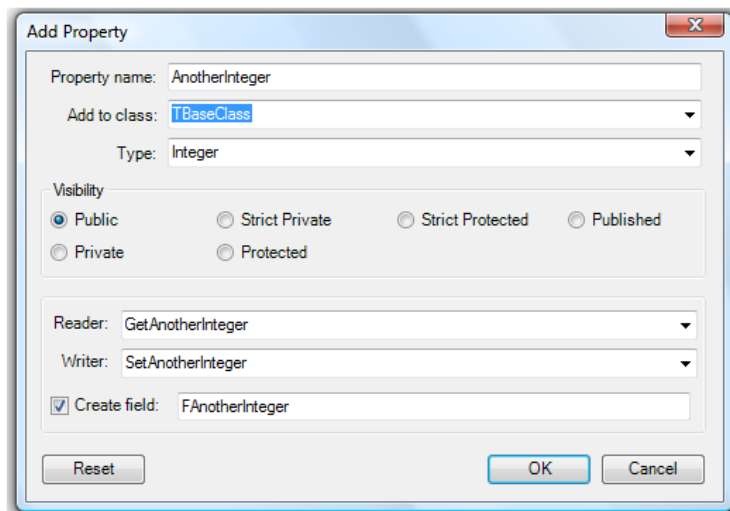 Add Property
Property name: AnotherInteger
Add to class: TBaseClass
Type: Integer
Visibility
Public Strict Private Strict Protected Published
Private Protected
Reader: GetAnotherInteger
Writer: SetAnotherInteger
Create field: FAnotherInteger
Reset OK Cancel